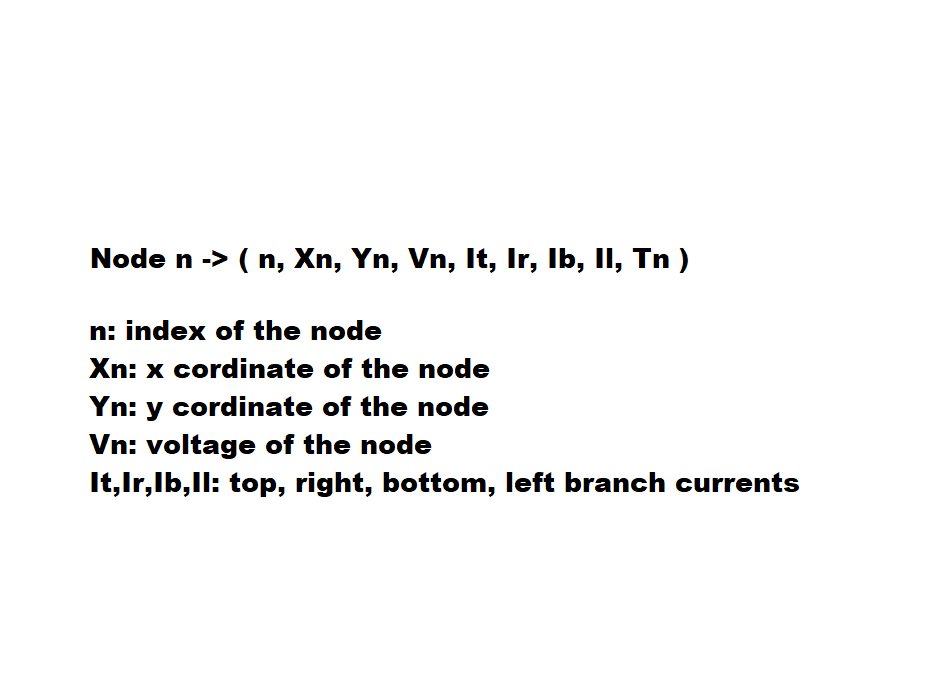 Node n -> ( n, Xn, Yn, Vn, It, Ir, Ib, Il, Tn )
n: index of the node
Xn: x cordinate of the node
Yn: y cordinate of the node
Vn: voltage of the node
It,Ir,Ib,Il: top, right, bottom, left branch currents